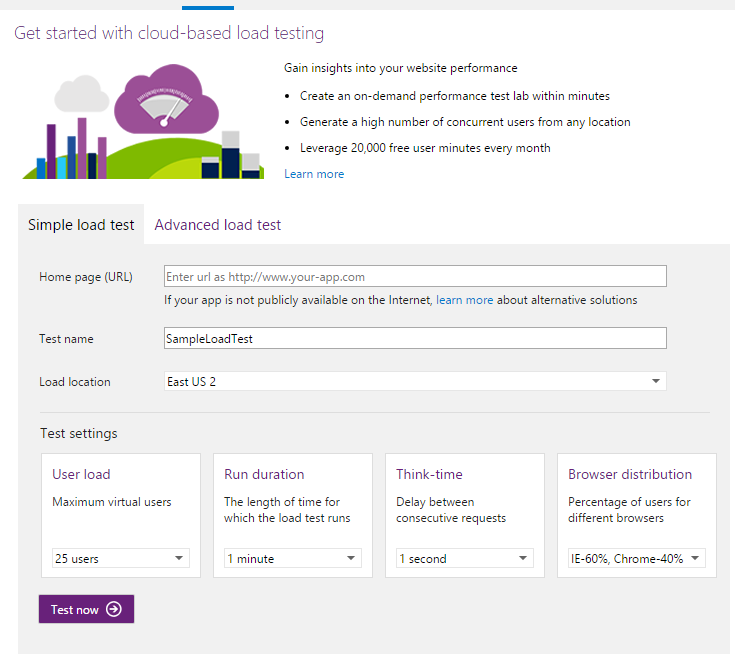 Get started with cloud-based load testing
Gain insights into your website performance
Create an on-demand performance test lab within minutes
Generate a high number of concurrent users from any location
Leverage 20,000 free user minutes every month
Learn more
Simple load test
Advanced load test
Home page (URL)
Enter url as http://www.your-app.com
If your app is not publicly available on the Internet, learn more about alternative solutions
Test name
SampleLoadTest
Load location
East US 2
Test settings
User load
Maximum virtual users
25 users
Run duration
The length of time for
which the load test runs
1 minute
Think-time
Delay between
consecutive requests
1 second
Browser distribution
Percentage of users for
different browsers
IE-60%, Chrome-40%
Test now